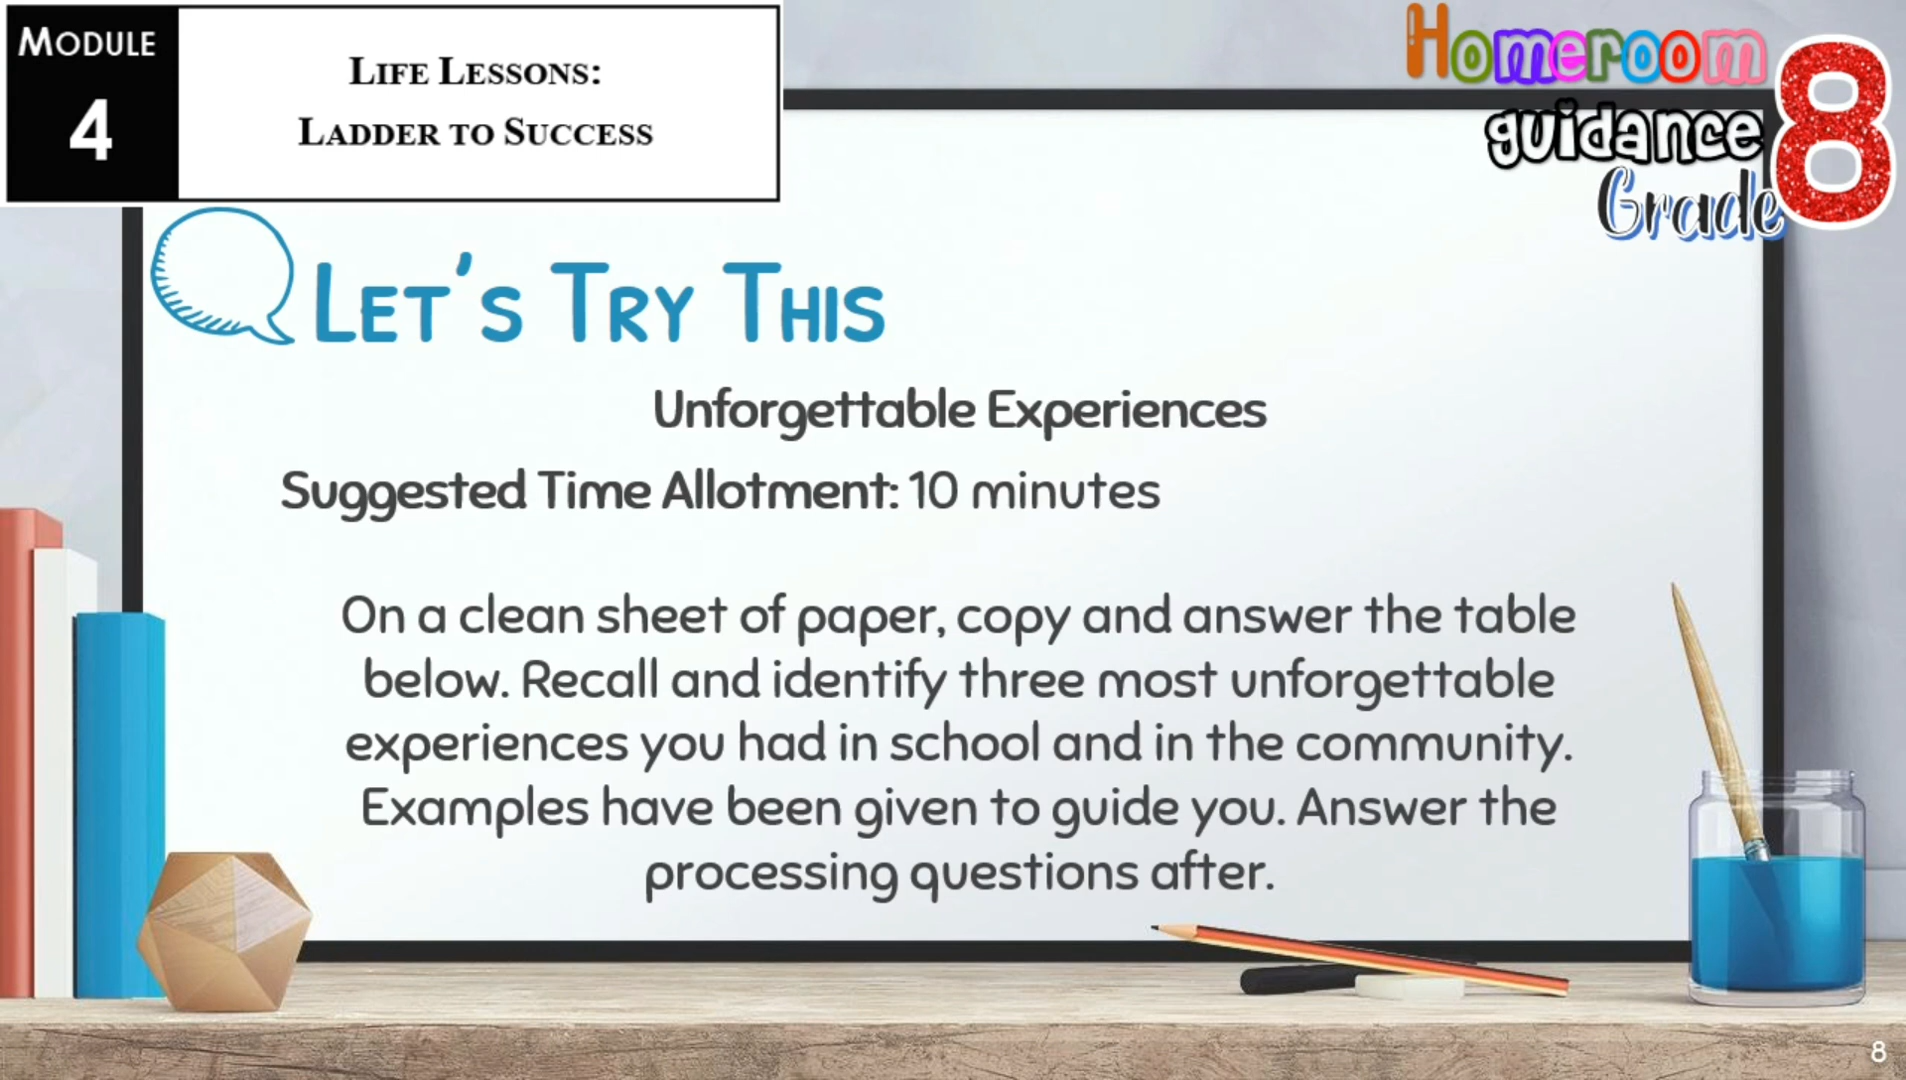 MODULE
4
LIFE LESSONS:
LADDER TO SUCCESS
Homeroom
guidance
Grade
8
LET'S TRY THIS
Unforgettable Experiences
Suggested Time Allotment: 10 minutes
On a clean sheet of paper, copy and answer the table
below. Recall and identify three most unforgettable
experiences you had in school and in the community.
Examples have been given to guide you. Answer the
processing questions after.
8